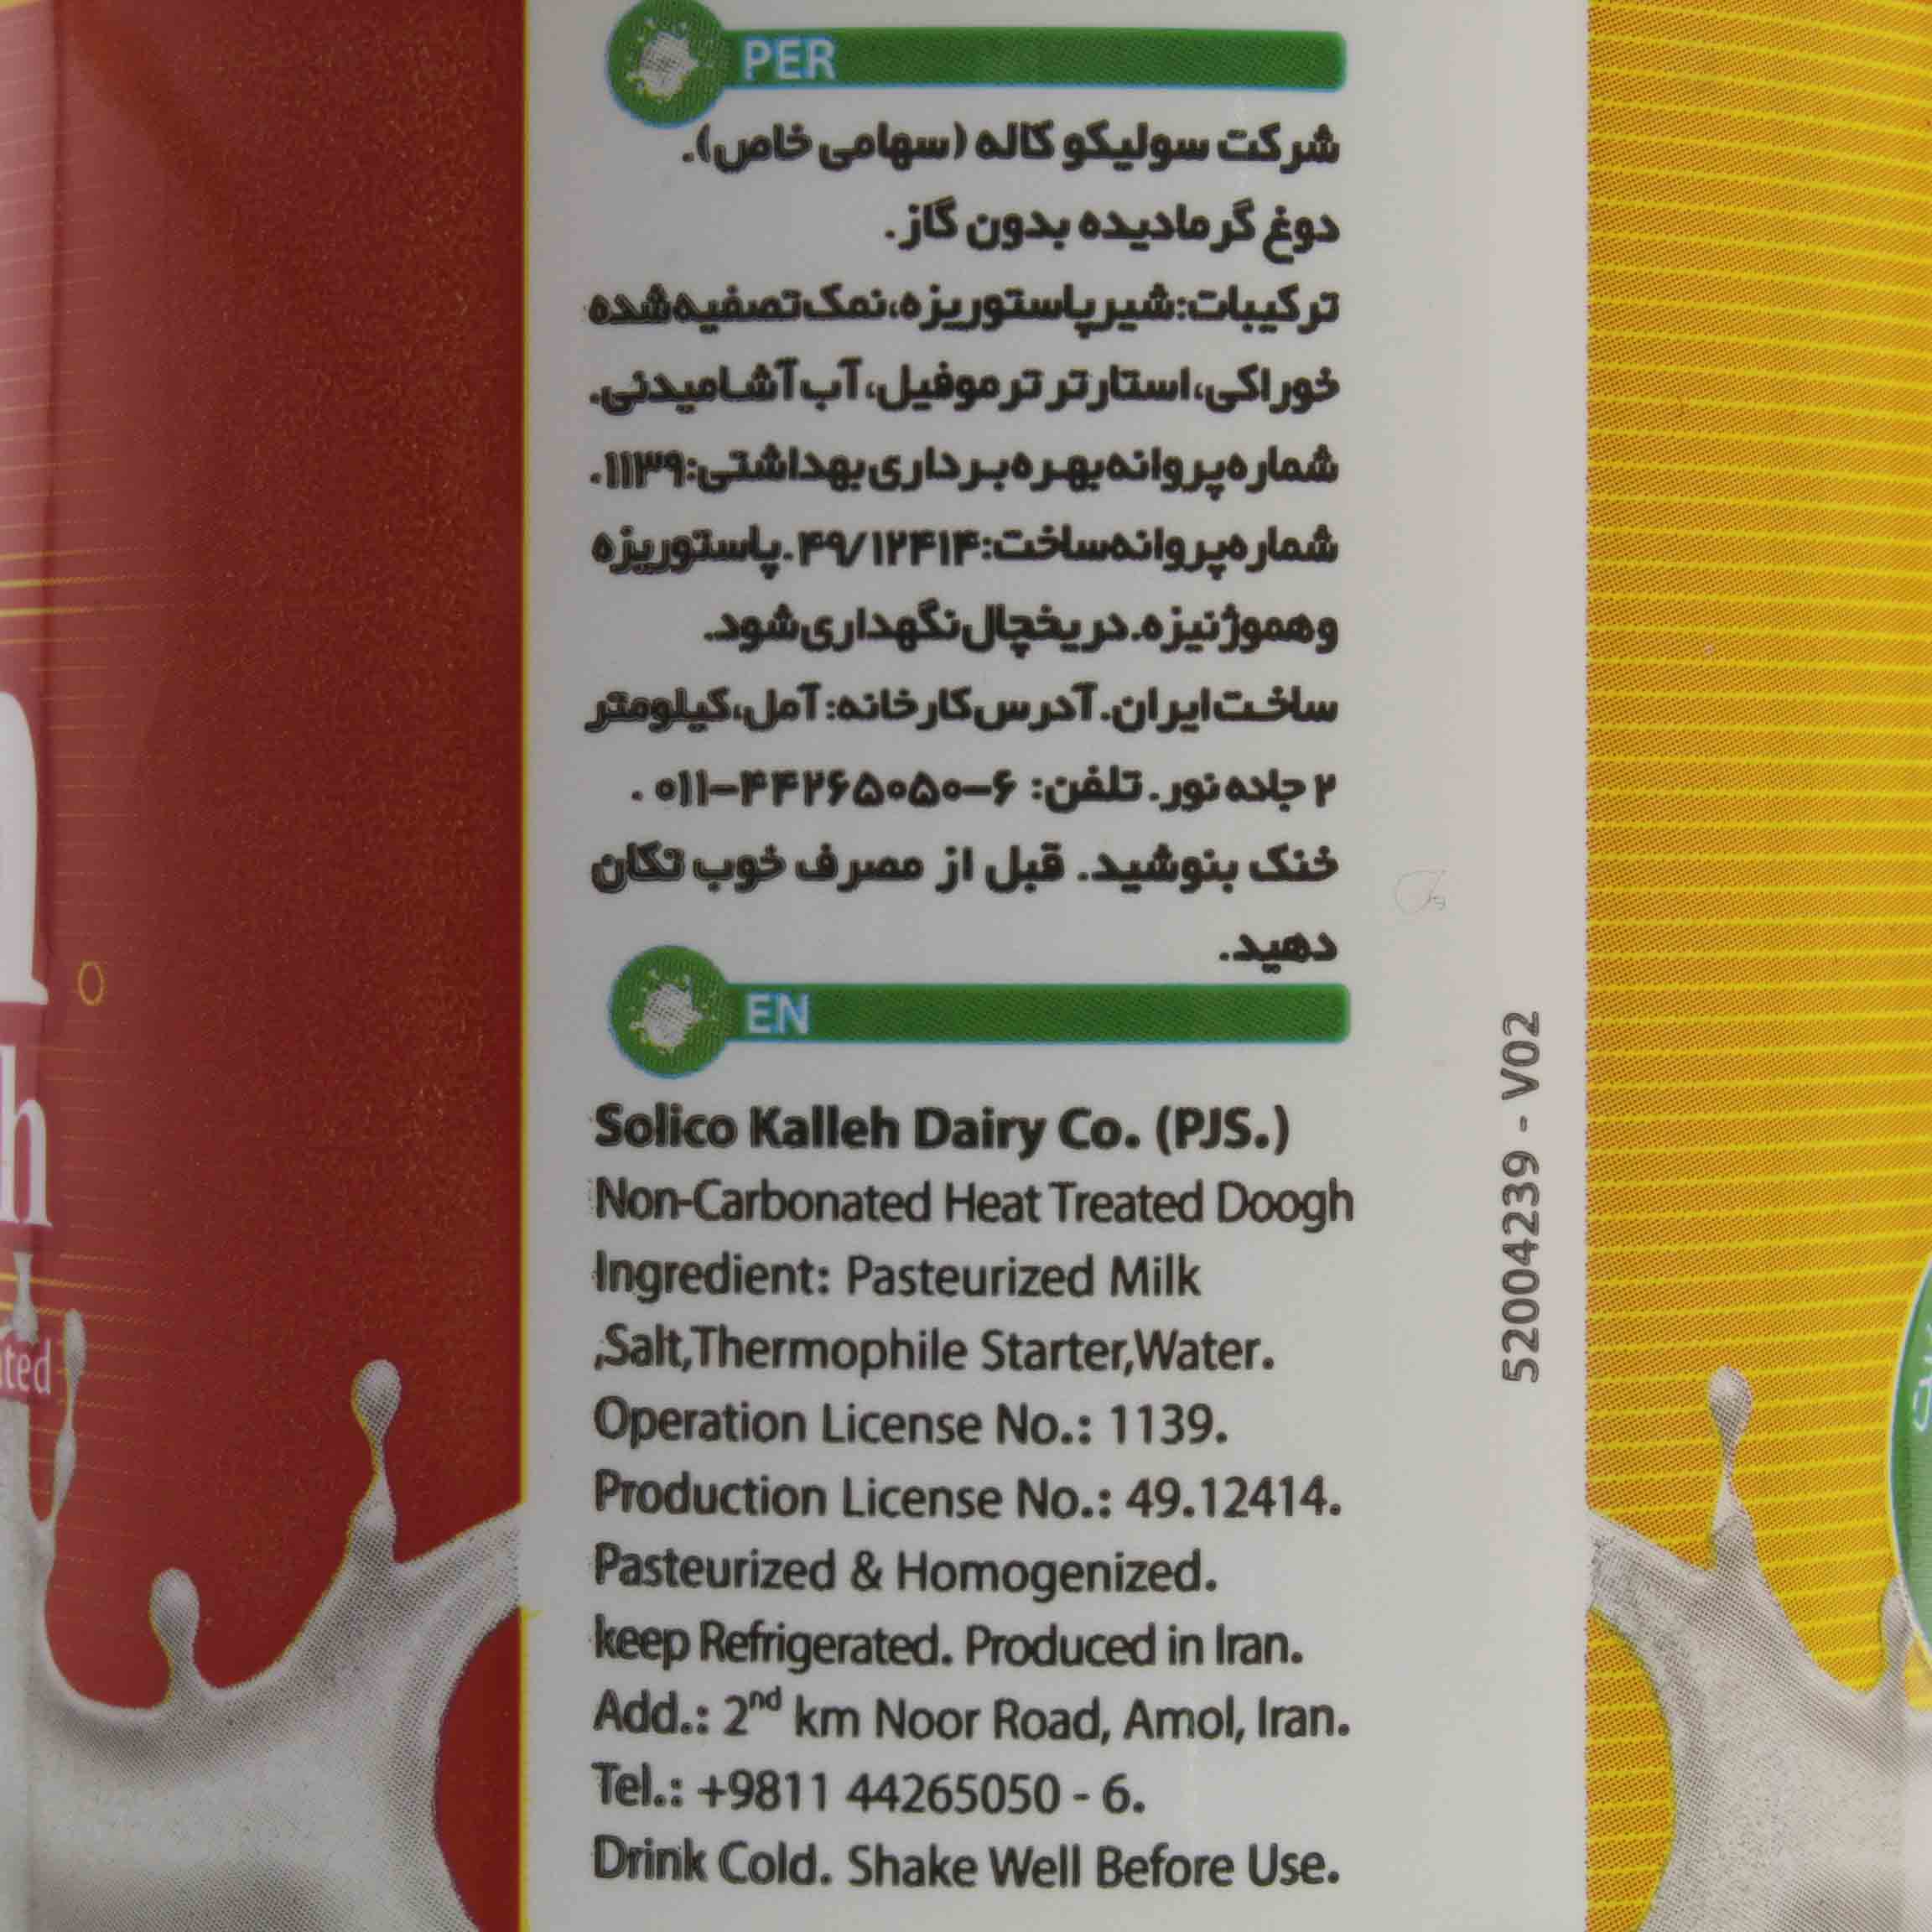 PER
شرکت سولیکو کاله (سهامی خاص).
دوغ گرمادیده بدون گاز.
ترکیبات:شیرپاستوریزه،نمک تصفیه شده
خوراکی،استارتر ترموفیل،آب آشامیدنی.
شماره پروانه بهره برداری بهداشتی:۱۱۳۹.
شماره پروانه ساخت:۴۹/۱۲۴۱۴.پاستوریزه
وهموژنیزه.دریخچال نگهداری شود.
ساخت ایران.آدرس کارخانه:آمل،کیلومتر
۲ جاده نور. تلفن: ۶–۴۴۲۶۵۰۵۰–۰۱۱ .
خنک بنوشید. قبل از مصرف خوب تکان
دهید.
EN
Solico Kalleh Dairy Co. (PJS.)
Non-Carbonated Heat Treated Doogh
Ingredient: Pasteurized Milk
,Salt,Thermophile Starter,Water.
Operation License No.: 1139.
Production License No.: 49.12414.
Pasteurized & Homogenized.
keep Refrigerated. Produced in Iran.
Add.: 2nd km Noor Road, Amol, Iran.
Tel.: +9811 44265050 - 6.
Drink Cold. Shake Well Before Use.
52004239 - V02